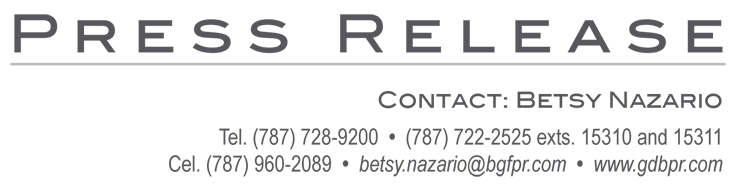 PRESS RELEASE
CONTACT: BETSY NAZARIO
Tel. (787) 728-9200 • (787) 722-2525 exts. 15310 and 15311
Cel. (787) 960-2089 • betsy.nazario@bgfpr.com • www.gdbpr.com